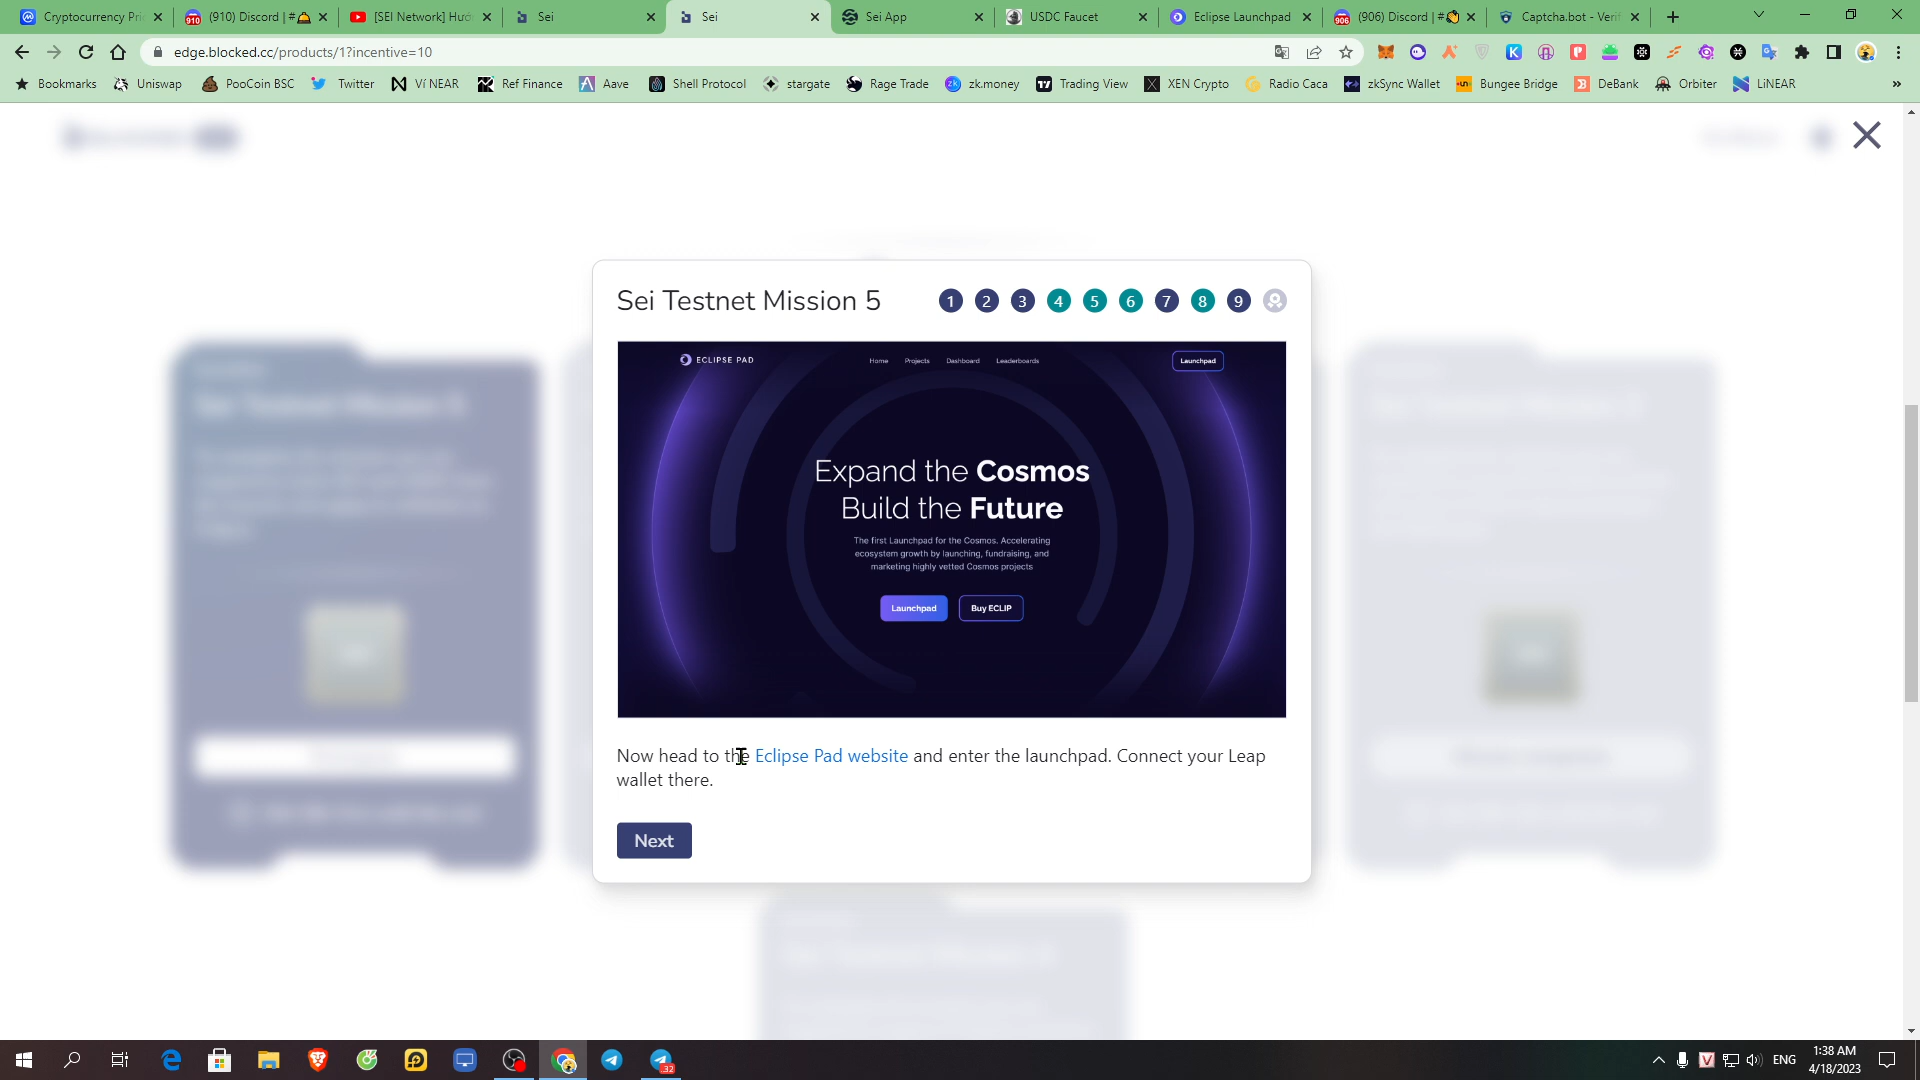 Cryptocurrency Pri
(910) Discord | #
[SEI Network] Hướ
Sei
Sei
Sei App
USDC Faucet
Eclipse Launchpad
(906) Discord | #
Captcha.bot - Verif
edge.blocked.cc/products/1?incentive=10
Bookmarks
Uniswap
PooCoin BSC
Twitter
Ví NEAR
Ref Finance
Aave
Shell Protocol
stargate
Rage Trade
zk.money
Trading View
XEN Crypto
Radio Caca
zkSync Wallet
Bungee Bridge
DeBank
Orbiter
LiNEAR
Sei Testnet Mission 5
1 2 3 4 5 6 7 8 9
ECLIPSE PAD
Home Projects Dashboard Leaderboards
Launchpad
Expand the Cosmos
Build the Future
The first Launchpad for the Cosmos. Accelerating
ecosystem growth by launching, fundraising, and
marketing highly vetted Cosmos projects
Launchpad
Buy ECLIP
Now head to the Eclipse Pad website and enter the launchpad. Connect your Leap
wallet there.
Next
32
ENG
1:38 AM
4/18/2023